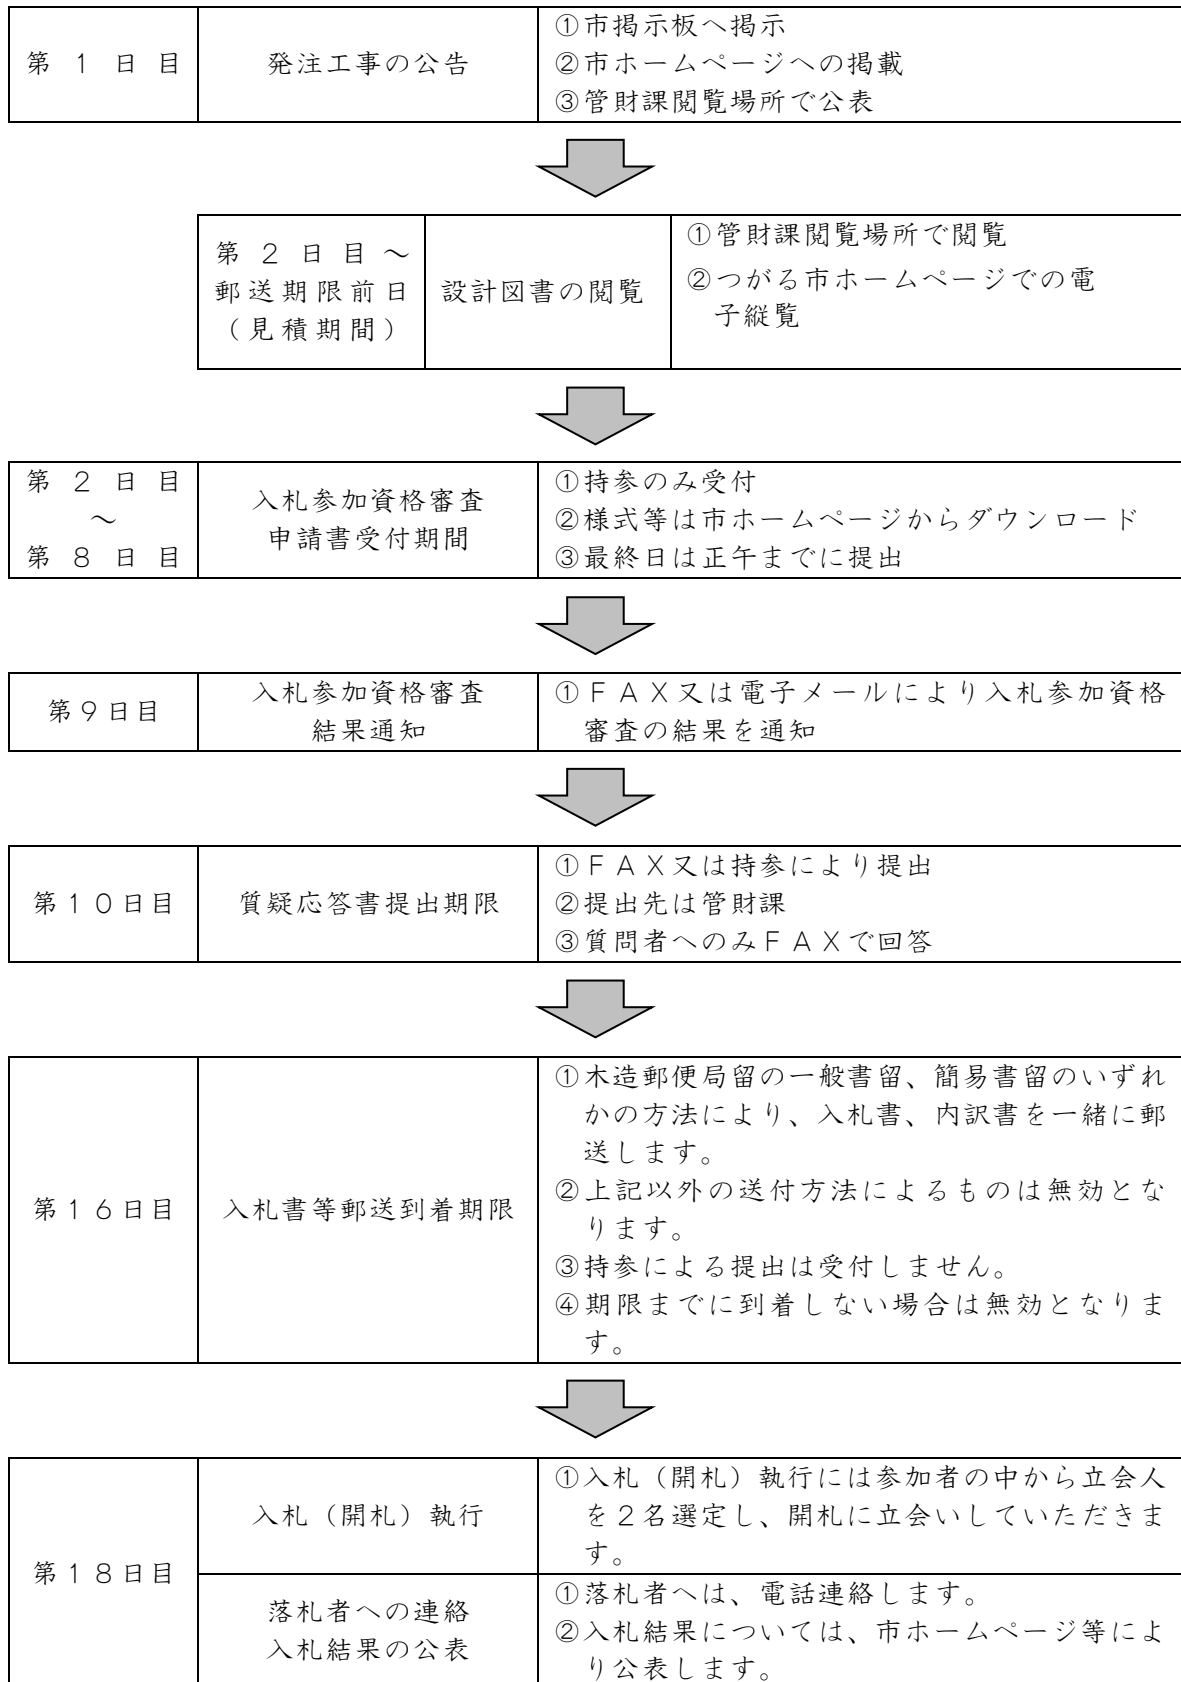 第１日目
発注工事の公告
①市掲示板へ掲示
②市ホームページへの掲載
③管財課閲覧場所で公表
第２日目～
郵送期限前日
（見積期間）
設計図書の閲覧
①管財課閲覧場所で閲覧
②つがる市ホームページでの電
子縦覧
第２日目
～
第８日目
入札参加資格審査
申請書受付期間
①持参のみ受付
②様式等は市ホームページからダウンロード
③最終日は正午までに提出
第９日目
入札参加資格審査
結果通知
①ＦＡＸ又は電子メールにより入札参加資格
審査の結果を通知
第１０日目
質疑応答書提出期限
①ＦＡＸ又は持参により提出
②提出先は管財課
③質問者へのみＦＡＸで回答
第１６日目
入札書等郵送到着期限
①木造郵便局留の一般書留、簡易書留のいずれ
かの方法により、入札書、内訳書を一緒に郵
送します。
②上記以外の送付方法によるものは無効とな
ります。
③持参による提出は受付しません。
④期限までに到着しない場合は無効となりま
す。
第１８日目
入札（開札）執行
①入札（開札）執行には参加者の中から立会人
を２名選定し、開札に立会いしていただきま
す。
落札者への連絡
入札結果の公表
①落札者へは、電話連絡します。
②入札結果については、市ホームページ等によ
り公表します。